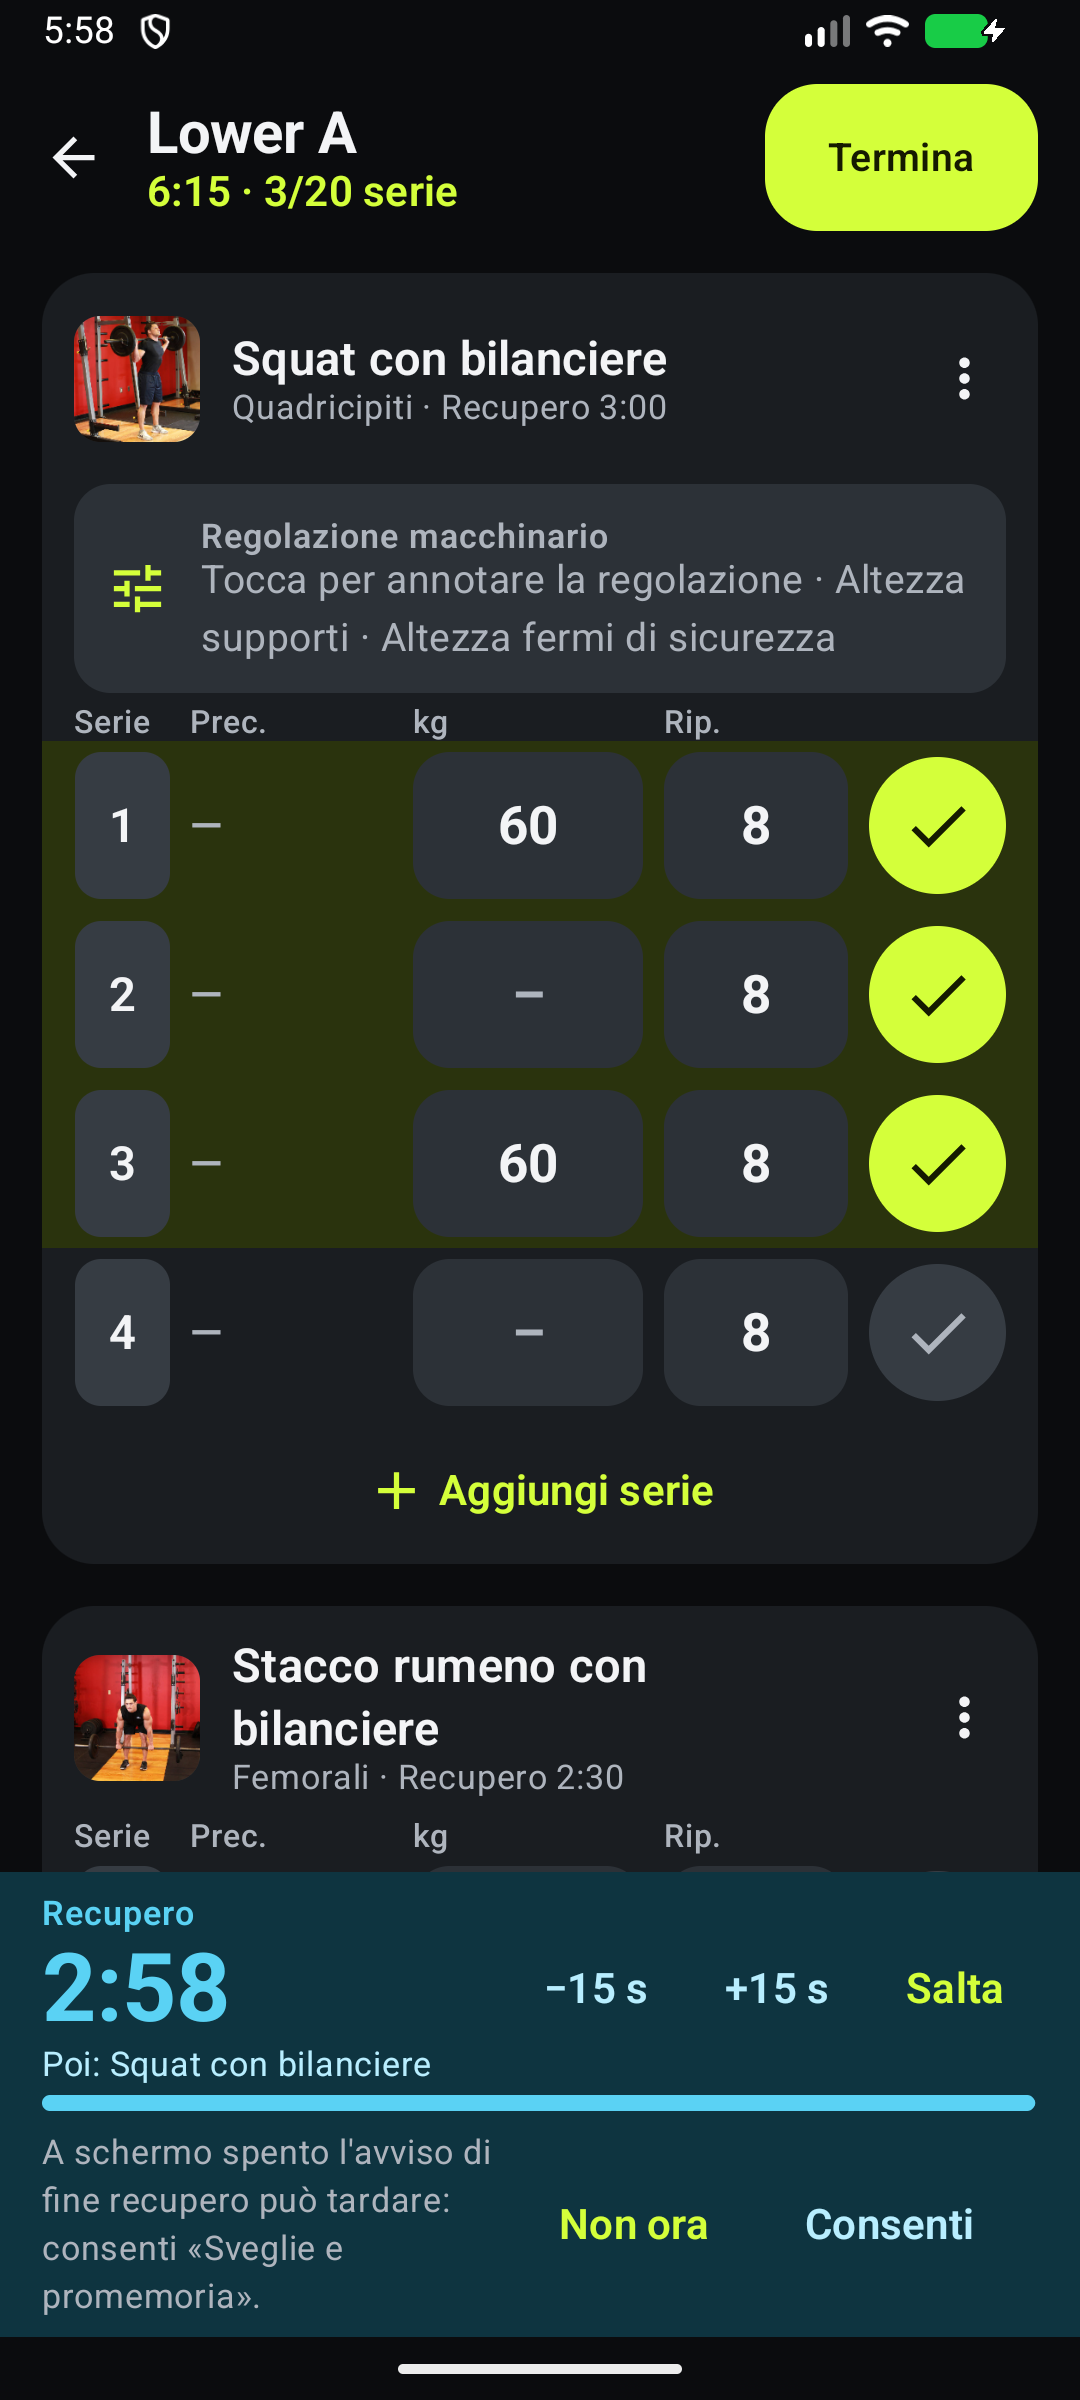 5:58
Lower A
6:15 · 3/20 serie
Termina
Squat con bilanciere
Quadricipiti · Recupero 3:00
Regolazione macchinario
Tocca per annotare la regolazione · Altezza
supporti · Altezza fermi di sicurezza
Serie Prec. kg Rip.
1 – 60 8
2 – – 8
3 – 60 8
4 – – 8
+ Aggiungi serie
Stacco rumeno con
bilanciere
Femorali · Recupero 2:30
Serie Prec. kg Rip.
Recupero
2:58 −15 s +15 s Salta
Poi: Squat con bilanciere
A schermo spento l'avviso di
fine recupero può tardare:
consenti «Sveglie e
promemoria».
Non ora Consenti